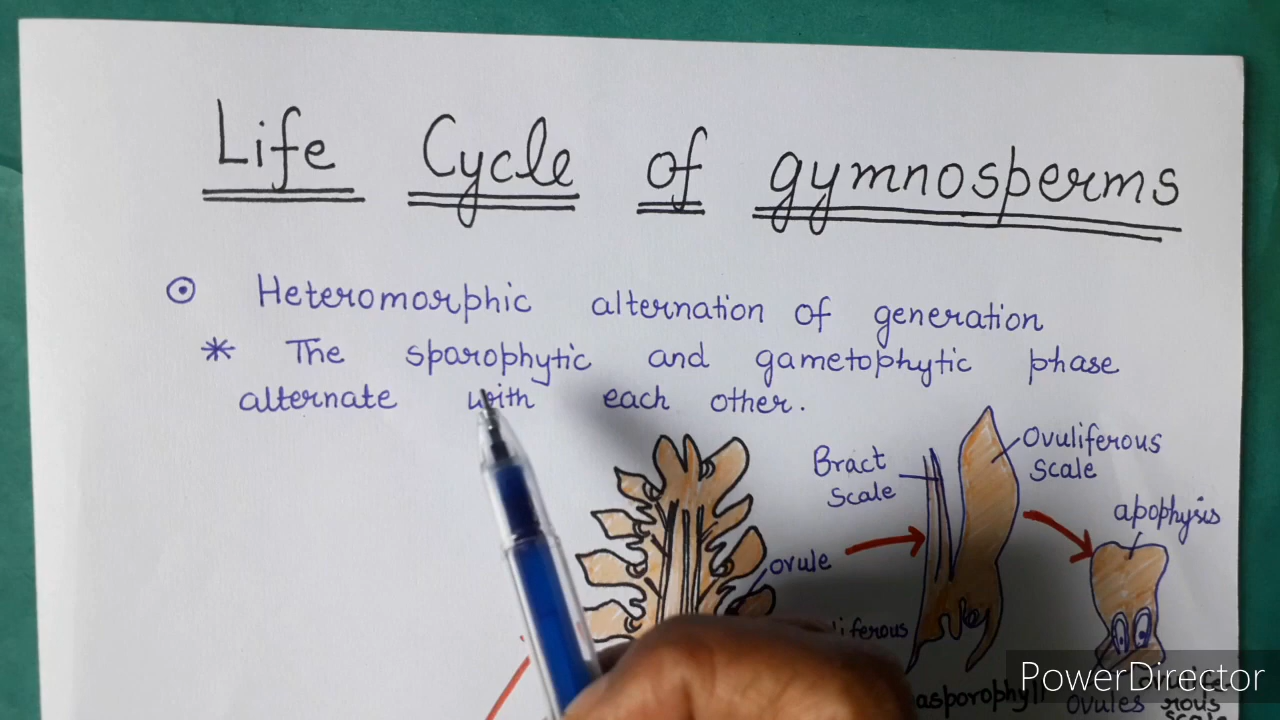 Life Cycle of gymnosperms
Heteromorphic alternation of generation
* The sporophytic and gametophytic phase
alternate with each other.
Bract
Scale
Ovuliferous
Scale
apophysis
ovule
PowerDirector
ovules